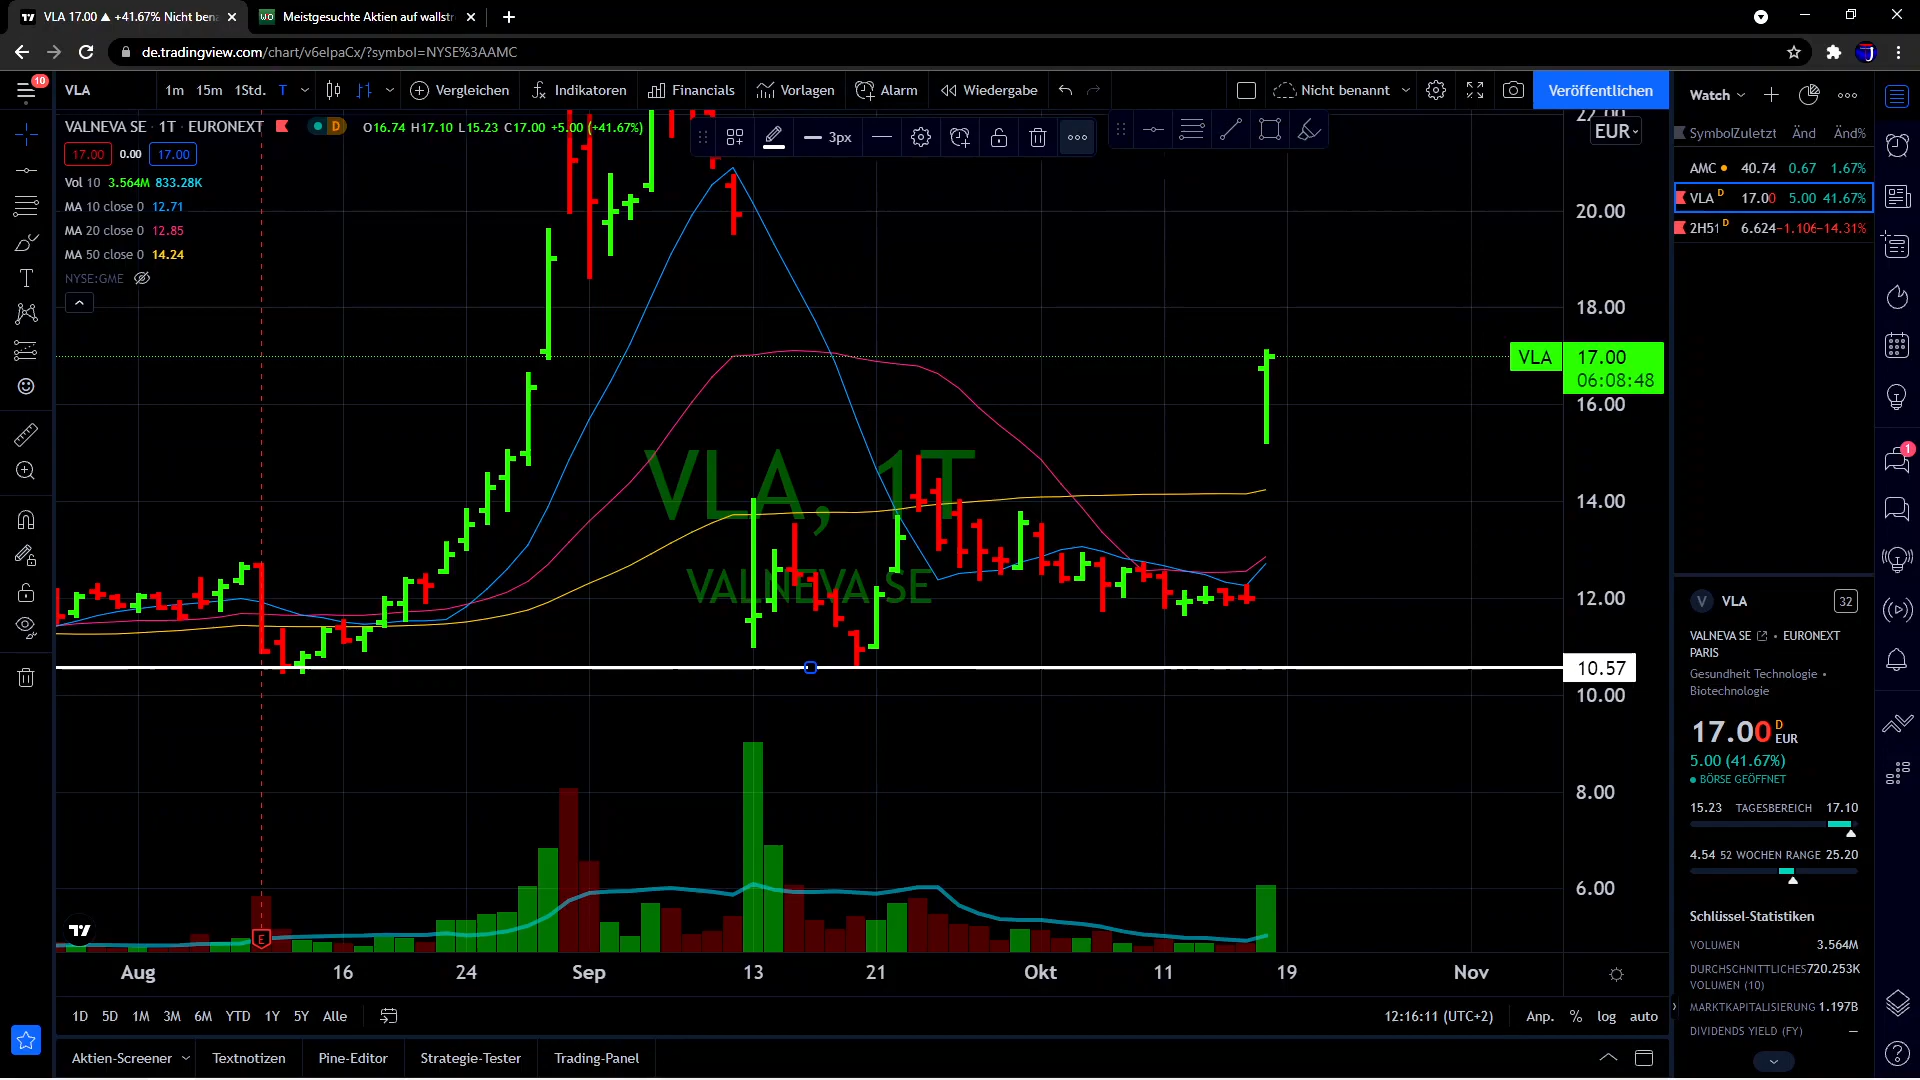 VLA 17.00 ▲ +41.67% Nicht ben
Meistgesuchte Aktien auf wallstr
de.tradingview.com/chart/v6elpaCx/?symbol=NYSE%3AAMC
10
VLA
1m 15m 1Std. T
Vergleichen
Indikatoren
Financials
Vorlagen
Alarm
Wiedergabe
Nicht benannt
Veröffentlichen
VALNEVA SE · 1T · EURONEXT
D
O16.74 H17.10 L15.23 C17.00 +5.00 (+41.67%)
17.00 0.00 17.00
Vol 10 3.564M 833.28K
MA 10 close 0 12.71
MA 20 close 0 12.85
MA 50 close 0 14.24
NYSE:GME
3px
EUR
22.00
20.00
18.00
VLA 17.00
06:08:48
16.00
14.00
12.00
10.57
10.00
8.00
6.00
VLA, 1T
VALNEVA SE
E
Aug 16 24 Sep 13 21 Okt 11 19 Nov
1D 5D 1M 3M 6M YTD 1Y 5Y Alle
12:16:11 (UTC+2)
Anp. % log auto
Aktien-Screener
Textnotizen
Pine-Editor
Strategie-Tester
Trading-Panel
Watch
Symbol Zuletzt Änd Änd%
AMC 40.74 0.67 1.67%
VLA D 17.00 5.00 41.67%
2H51 D 6.624 −1.106 −14.31%
1
V VLA 32
VALNEVA SE • EURONEXT
PARIS
Gesundheit Technologie •
Biotechnologie
17.00 D EUR
5.00 (41.67%)
BÖRSE GEÖFFNET
15.23 TAGESBEREICH 17.10
4.54 52 WOCHEN RANGE 25.20
Schlüssel-Statistiken
VOLUMEN 3.564M
DURCHSCHNITTLICHES 720.253K
VOLUMEN (10)
MARKTKAPITALISIERUNG 1.197B
DIVIDENDS YIELD (FY) —